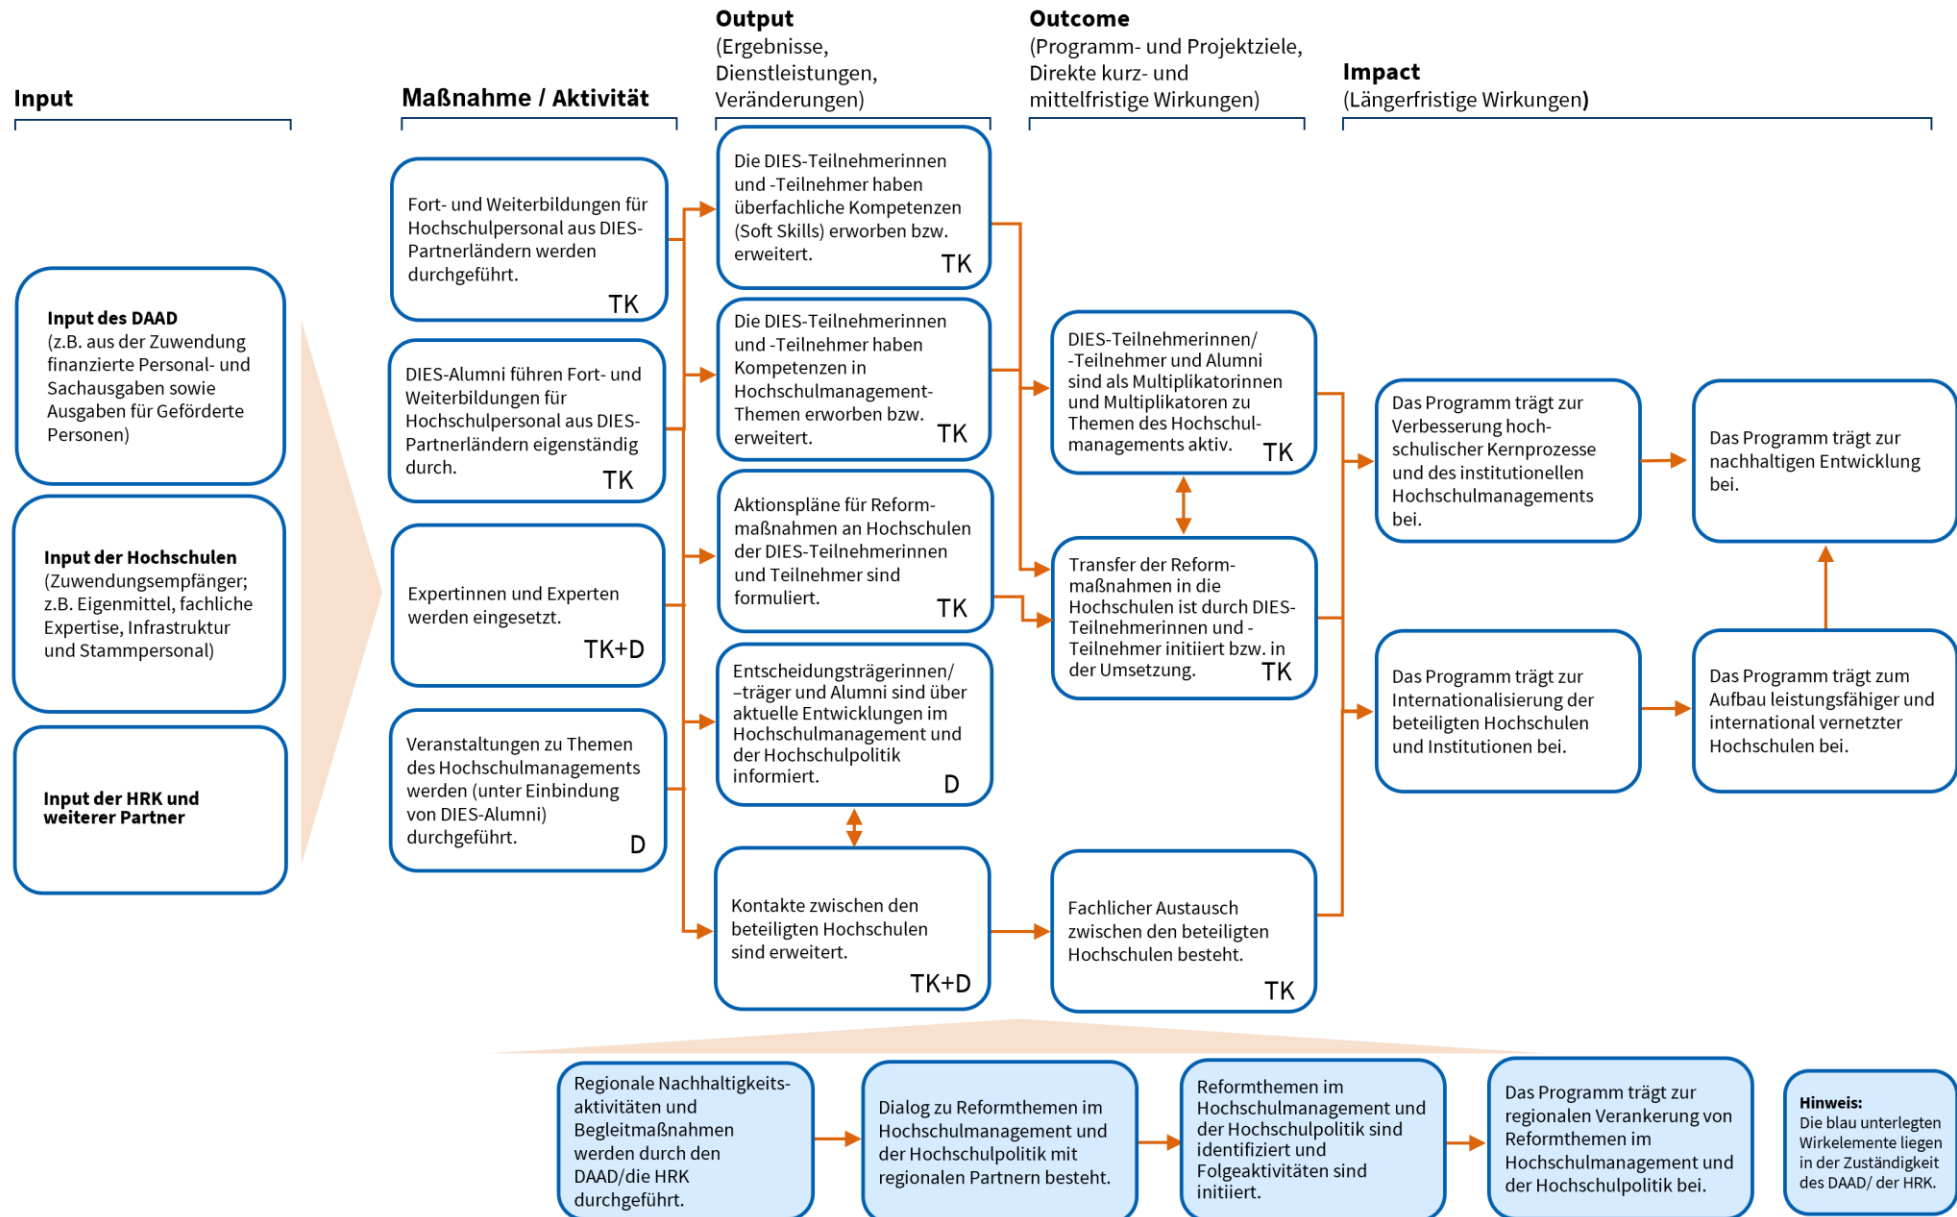 Input
Maßnahme / Aktivität
Output
(Ergebnisse,
Dienstleistungen,
Veränderungen)
Outcome
(Programm- und Projektziele,
Direkte kurz- und
mittelfristige Wirkungen)
Impact
(Längerfristige Wirkungen)
Input des DAAD
(z.B. aus der Zuwendung
finanzierte Personal- und
Sachausgaben sowie
Ausgaben für Geförderte
Personen)
Input der Hochschulen
(Zuwendungsempfänger;
z.B. Eigenmittel, fachliche
Expertise, Infrastruktur
und Stammpersonal)
Input der HRK und
weiterer Partner
Fort- und Weiterbildungen für
Hochschulpersonal aus DIES-
Partnerländern werden
durchgeführt.
TK
DIES-Alumni führen Fort- und
Weiterbildungen für
Hochschulpersonal aus DIES-
Partnerländern eigenständig
durch.
TK
Expertinnen und Experten
werden eingesetzt.
TK+D
Veranstaltungen zu Themen
des Hochschulmanagements
werden (unter Einbindung
von DIES-Alumni)
durchgeführt.
D
Die DIES-Teilnehmerinnen
und -Teilnehmer haben
überfachliche Kompetenzen
(Soft Skills) erworben bzw.
erweitert.
TK
Die DIES-Teilnehmerinnen
und -Teilnehmer haben
Kompetenzen in
Hochschulmanagement-
Themen erworben bzw.
erweitert.
TK
Aktionspläne für Reform-
maßnahmen an Hochschulen
der DIES-Teilnehmerinnen
und Teilnehmer sind
formuliert.
TK
Entscheidungsträgerinnen/
–träger und Alumni sind über
aktuelle Entwicklungen im
Hochschulmanagement und
der Hochschulpolitik
informiert.
D
Kontakte zwischen den
beteiligten Hochschulen
sind erweitert.
TK+D
DIES-Teilnehmerinnen/
-Teilnehmer und Alumni
sind als Multiplikatorinnen
und Multiplikatoren zu
Themen des Hochschul-
managements aktiv.
TK
Transfer der Reform-
maßnahmen in die
Hochschulen ist durch DIES-
Teilnehmerinnen und -
Teilnehmer initiiert bzw. in
der Umsetzung.
TK
Fachlicher Austausch
zwischen den beteiligten
Hochschulen besteht.
TK
Das Programm trägt zur
Verbesserung hoch-
schulischer Kernprozesse
und des institutionellen
Hochschulmanagements
bei.
Das Programm trägt zur
nachhaltigen Entwicklung
bei.
Das Programm trägt zur
Internationalisierung der
beteiligten Hochschulen
und Institutionen bei.
Das Programm trägt zum
Aufbau leistungsfähiger und
international vernetzter
Hochschulen bei.
Regionale Nachhaltigkeits-
aktivitäten und
Begleitmaßnahmen
werden durch den
DAAD/die HRK
durchgeführt.
Dialog zu Reformthemen im
Hochschulmanagement und
der Hochschulpolitik mit
regionalen Partnern besteht.
Reformthemen im
Hochschulmanagement und
der Hochschulpolitik sind
identifiziert und
Folgeaktivitäten sind
initiiert.
Das Programm trägt zur
regionalen Verankerung von
Reformthemen im
Hochschulmanagement und
der Hochschulpolitik bei.
Hinweis:
Die blau unterlegten
Wirkelemente liegen
in der Zuständigkeit
des DAAD/ der HRK.